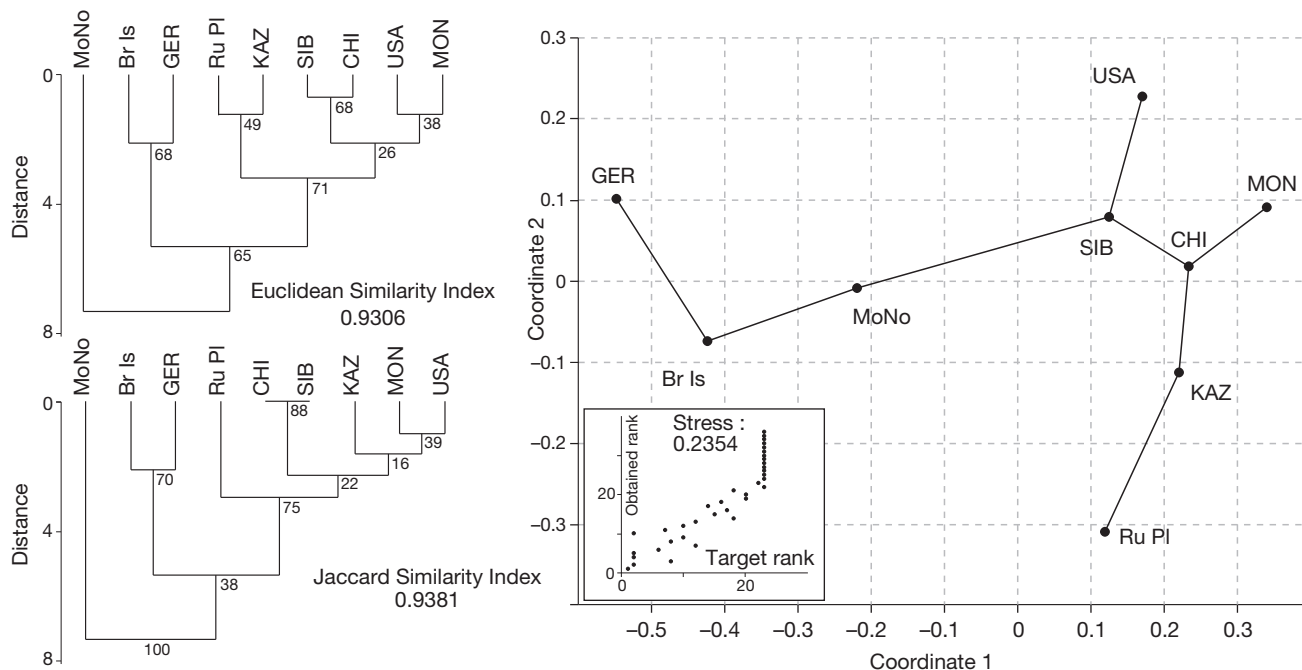 MoNo
Br Is
GER
Ru Pl
KAZ
SIB
CHI
USA
MON
0
4
8
Distance
68
49
68
38
26
71
65
Euclidean Similarity Index
0.9306
MoNo
Br Is
GER
Ru Pl
CHI
SIB
KAZ
MON
USA
0
4
8
Distance
88
39
70
16
22
75
38
100
Jaccard Similarity Index
0.9381
0.3
0.2
0.1
0
–0.1
–0.2
–0.3
Coordinate 2
USA
GER
MON
SIB
CHI
MoNo
Br Is
KAZ
Ru Pl
Stress :
0.2354
Obtained rank
20
0
Target rank
0
20
–0.5
–0.4
–0.3
–0.2
–0.1
0
0.1
0.2
0.3
Coordinate 1